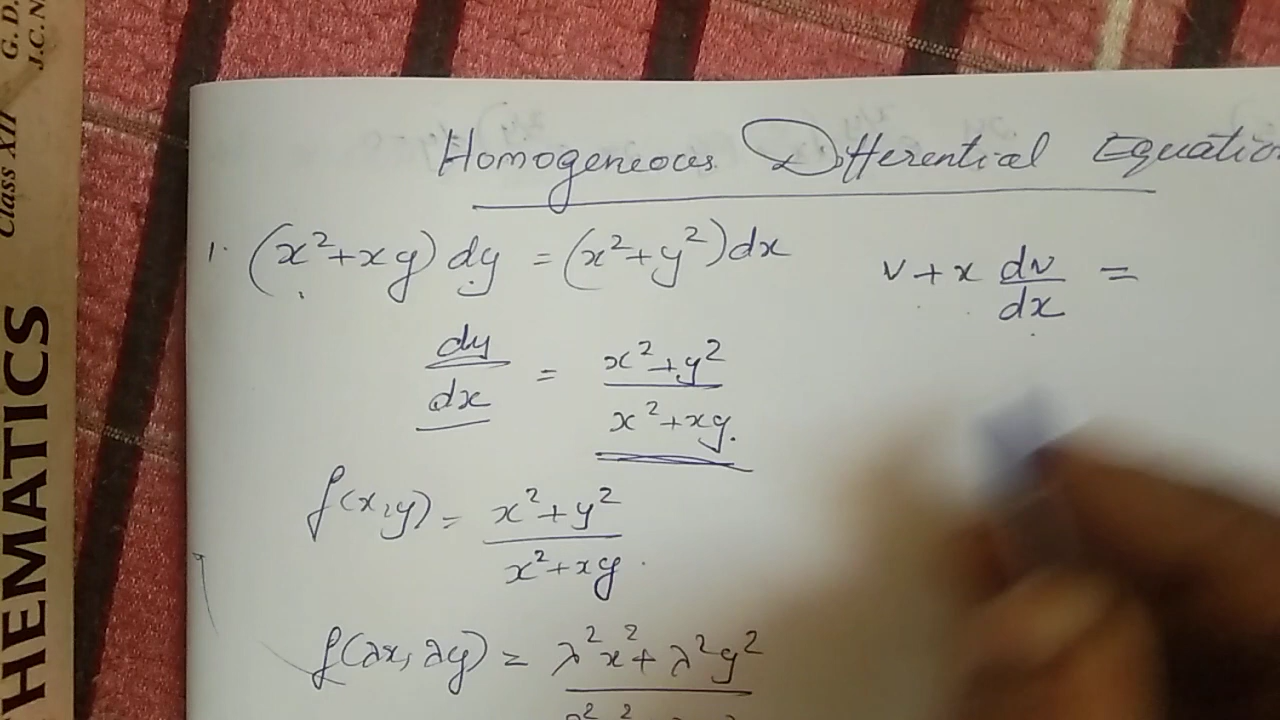 Homogeneous Differential Equatio
1. (x²+xy) dy = (x²+y²)dx
dy/dx = x²+y²/x²+xy.
f(x,y) = x²+y²/x²+xy.
f(λx, λy) = λ²x²+λ²y²
v+x dv/dx =
Class XII
G. D.
J.C.N
HEMATICS